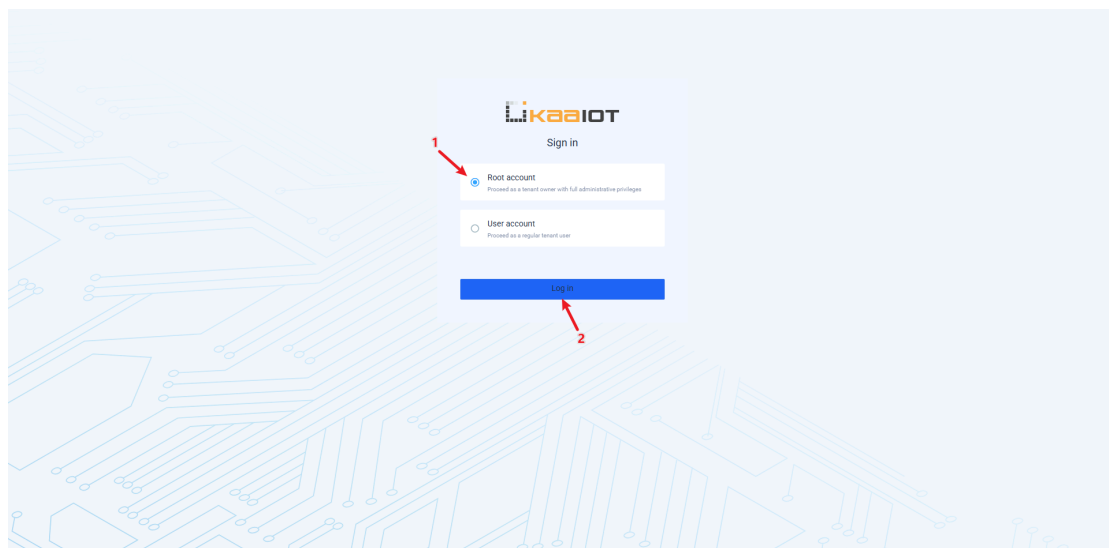 kaaIOT
Sign in
1
Root account
Proceed as a tenant owner with full administrative privileges
User account
Proceed as a regular tenant user
Log In
2